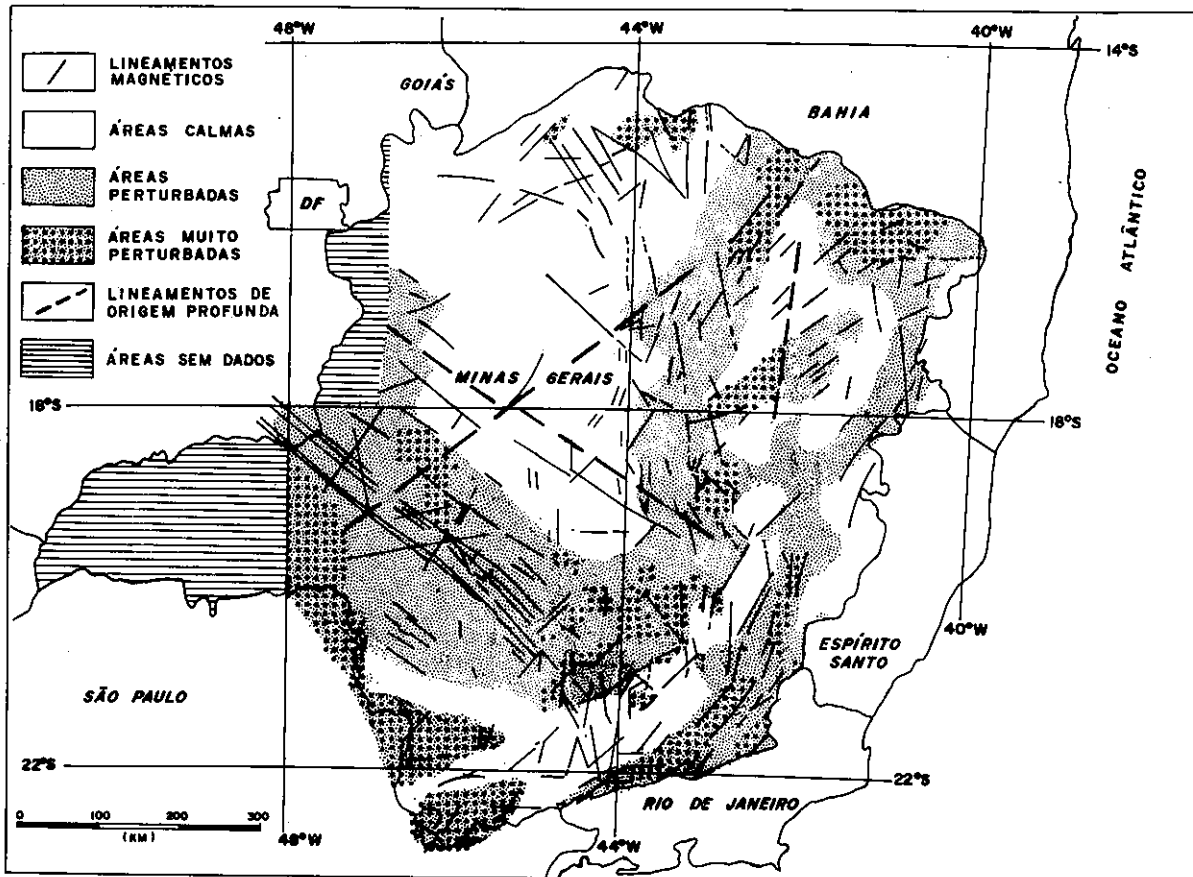 48°W
44°W
40°W
14°S
LINEAMENTOS
MAGNÉTICOS
ÁREAS CALMAS
ÁREAS
PERTURBADAS
ÁREAS MUITO
PERTURBADAS
LINEAMENTOS DE
ORIGEM PROFUNDA
ÁREAS SEM DADOS
GOIÁS
BAHIA
DF
OCEANO ATLÂNTICO
MINAS GERAIS
18°S
18°S
40°W
ESPÍRITO
SANTO
SÃO PAULO
22°S
22°S
RIO DE JANEIRO
0 100 200 300
(KM)
48°W
44°W